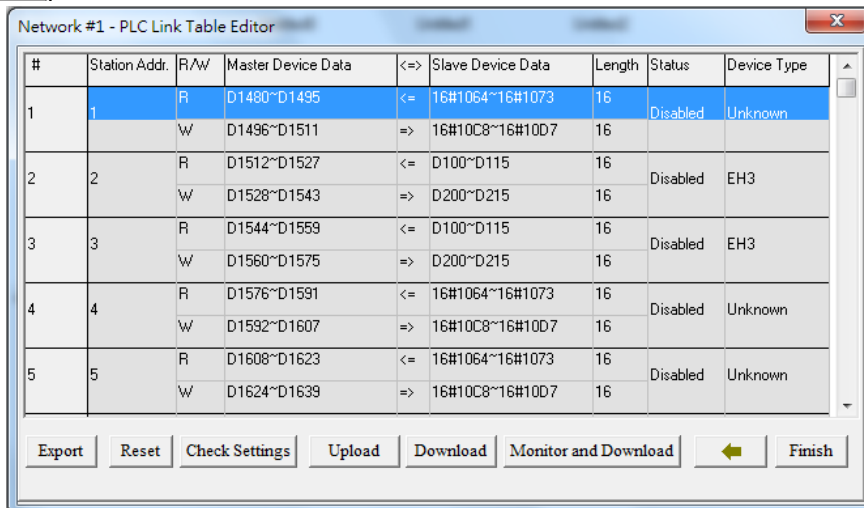 Network #1 - PLC Link Table Editor
# Station Addr. R/W Master Device Data <=> Slave Device Data Length Status Device Type
1 1 R D1480~D1495 <= 16#1064~16#1073 16 Disabled Unknown
W D1496~D1511 => 16#10C8~16#10D7 16
2 2 R D1512~D1527 <= D100~D115 16 Disabled EH3
W D1528~D1543 => D200~D215 16
3 3 R D1544~D1559 <= D100~D115 16 Disabled EH3
W D1560~D1575 => D200~D215 16
4 4 R D1576~D1591 <= 16#1064~16#1073 16 Disabled Unknown
W D1592~D1607 => 16#10C8~16#10D7 16
5 5 R D1608~D1623 <= 16#1064~16#1073 16 Disabled Unknown
W D1624~D1639 => 16#10C8~16#10D7 16
Export Reset Check Settings Upload Download Monitor and Download Finish